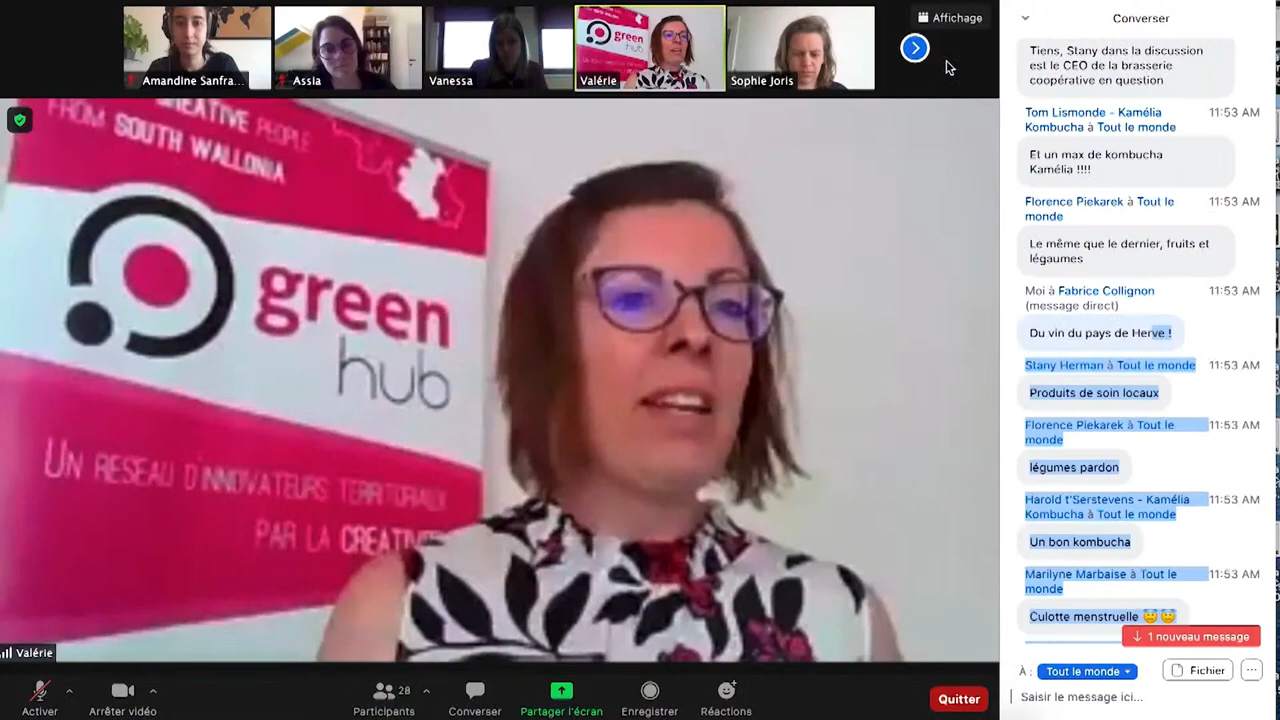 green
hub
Amandine Sanfra...
Assia
Vanessa
Valérie
Sophie Joris
Affichage
CREATIVE PEOPLE
FROM SOUTH WALLONIA
green
hub
UN RESEAU D'INNOVATEURS TERRITORIAUX
PAR LA CREATIVITE
Valérie
Activer
Arrêter vidéo
28
Participants
Converser
Partager l'écran
Enregistrer
Réactions
Quitter
Converser
Tiens, Stany dans la discussion
est le CEO de la brasserie
coopérative en question
Tom Lismonde - Kamélia
Kombucha à Tout le monde
11:53 AM
Et un max de kombucha
Kamélia !!!!
Florence Piekarek à Tout le
monde
11:53 AM
Le même que le dernier, fruits et
légaumes
Moi à Fabrice Collignon
(message direct)
11:53 AM
Du vin du pays de Herve !
Stany Herman à Tout le monde
11:53 AM
Produits de soin locaux
Florence Piekarek à Tout le
monde
11:53 AM
légumes pardon
Harold t'Serstevens - Kamélia
Kombucha à Tout le monde
11:53 AM
Un bon kombucha
Marilyne Marbaise à Tout le
monde
11:53 AM
Culotte menstruelle 😇😇
1 nouveau message
À :
Tout le monde
Fichier
Saisir le message ici...